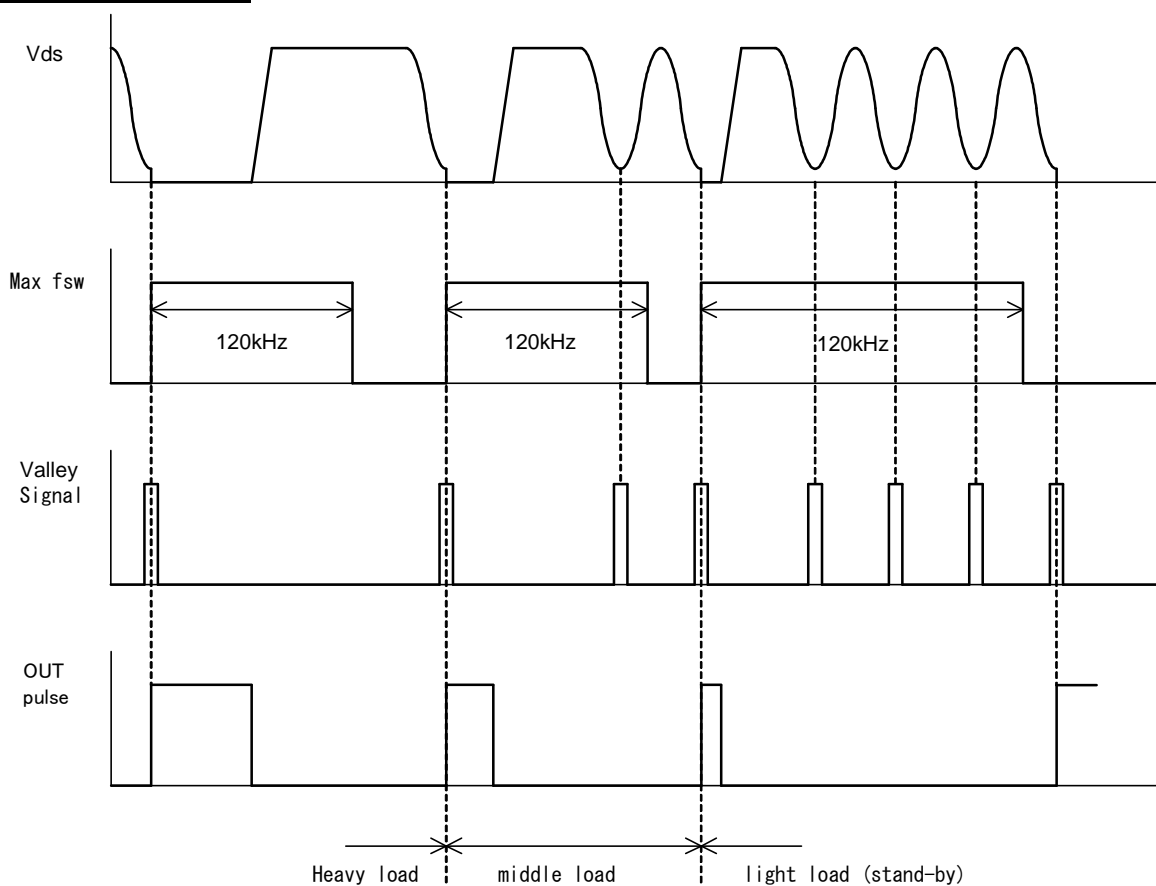 Vds
Max fsw
120kHz
120kHz
120kHz
Valley
Signal
OUT
pulse
Heavy load
middle load
light load (stand-by)